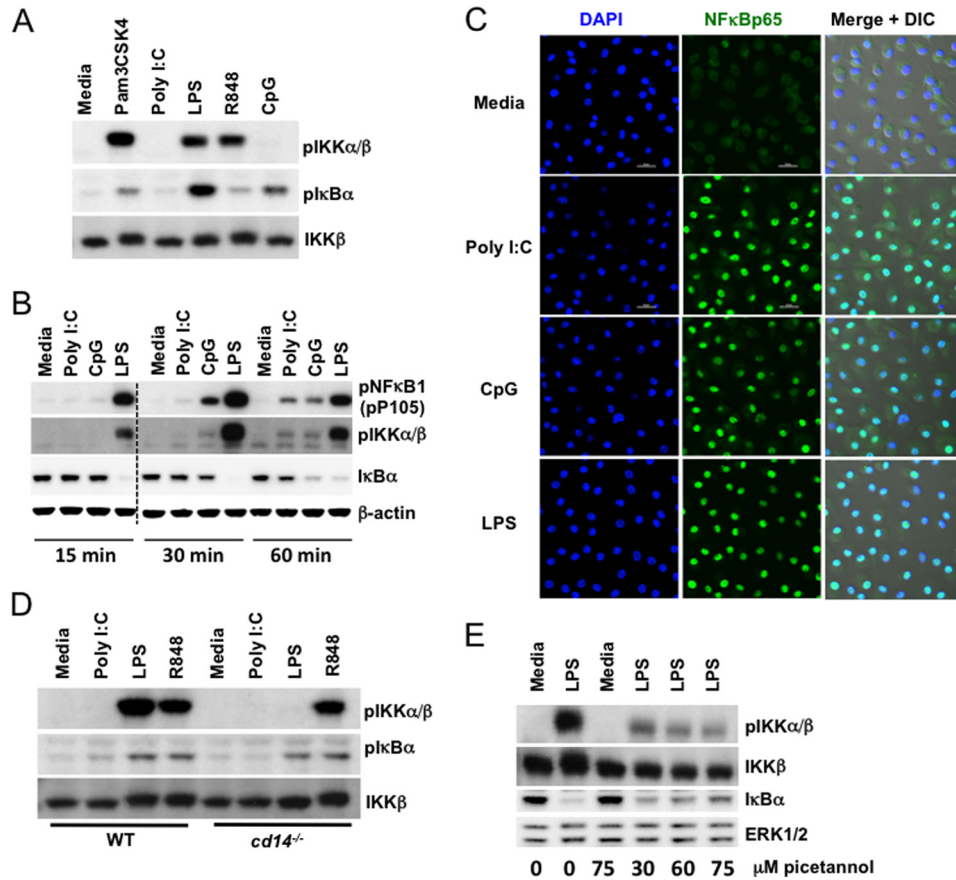 A
Media
Pam3CSK4
Poly I:C
LPS
R848
CpG
pIKKα/β
pIκBα
IKKβ
B
Media
Poly I:C
CpG
LPS
Media
Poly I:C
CpG
LPS
Media
Poly I:C
CpG
LPS
pNFκB1
(pP105)
pIKKα/β
IκBα
β-actin
15 min
30 min
60 min
C
DAPI
NFκBp65
Merge + DIC
Media
Poly I:C
CpG
LPS
D
Media
Poly I:C
LPS
R848
Media
Poly I:C
LPS
R848
pIKKα/β
pIκBα
IKKβ
WT
cd14-/-
E
Media
LPS
Media
LPS
LPS
LPS
pIKKα/β
IKKβ
IκBα
ERK1/2
0 0 75 30 60 75 μM picetannol